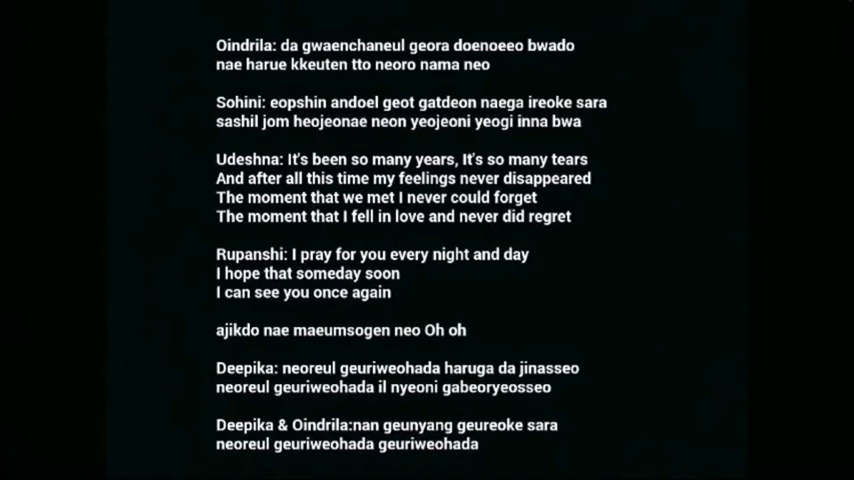 Oindrila: da gwaenchaneul geora doenoeeo bwado
nae harue kkeuten tto neoro nama neo
Sohini: eopshin andoel geot gatdeon naega ireoke sara
sashil jom heojeonae neon yeojeoni yeogi inna bwa
Udeshna: It's been so many years, It's so many tears
And after all this time my feelings never disappeared
The moment that we met I never could forget
The moment that I fell in love and never did regret
Rupanshi: I pray for you every night and day
I hope that someday soon
I can see you once again
ajikdo nae maeumsogen neo Oh oh
Deepika: neoreul geuriweohada haruga da jinasseo
neoreul geuriweohada il nyeoni gabeoryeosseo
Deepika & Oindrila:nan geunyang geureoke sara
neoreul geuriweohada geuriweohada